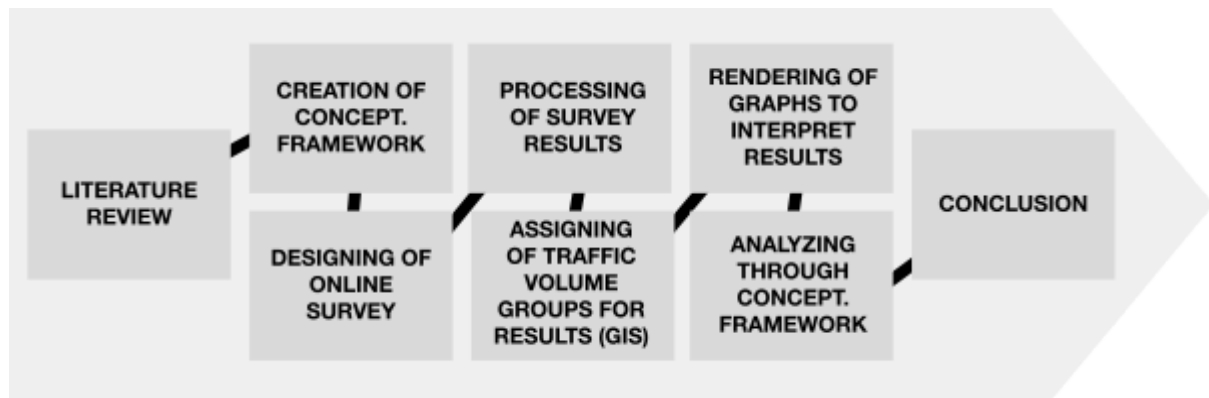 LITERATURE
REVIEW
CREATION OF
CONCEPT.
FRAMEWORK
DESIGNING OF
ONLINE
SURVEY
PROCESSING
OF SURVEY
RESULTS
ASSIGNING
OF TRAFFIC
VOLUME
GROUPS FOR
RESULTS (GIS)
RENDERING OF
GRAPHS TO
INTERPRET
RESULTS
ANALYZING
THROUGH
CONCEPT.
FRAMEWORK
CONCLUSION